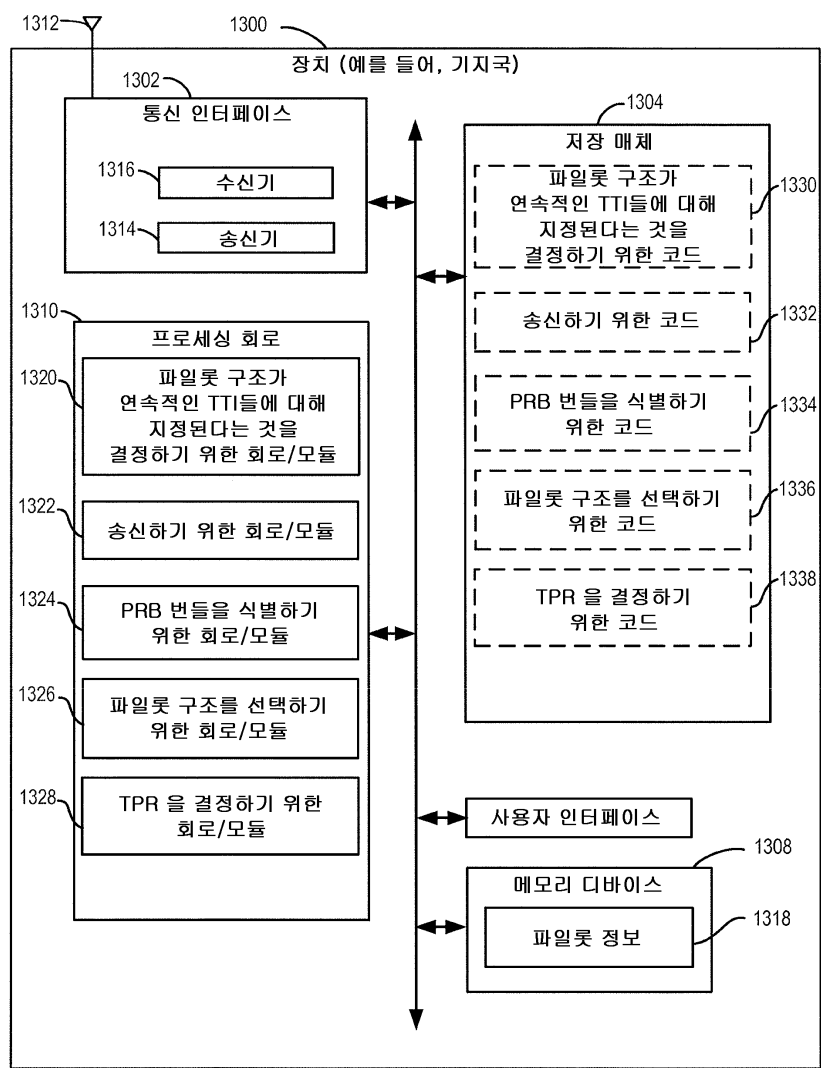 1312
1300
장치 (예를 들어, 기지국)
1302
통신 인터페이스
1316
수신기
1314
송신기
1304
저장 매체
파일롯 구조가
연속적인 TTI들에 대해
지정된다는 것을
결정하기 위한 코드
1330
송신하기 위한 코드
1332
PRB 번들을 식별하기
위한 코드
1334
파일롯 구조를 선택하기
위한 코드
1336
TPR 을 결정하기
위한 코드
1338
1310
프로세싱 회로
1320
파일롯 구조가
연속적인 TTI들에 대해
지정된다는 것을
결정하기 위한 회로/모듈
1322
송신하기 위한 회로/모듈
1324
PRB 번들을 식별하기
위한 회로/모듈
1326
파일롯 구조를 선택하기
위한 회로/모듈
1328
TPR 을 결정하기 위한
회로/모듈
사용자 인터페이스
1308
메모리 디바이스
파일롯 정보
1318